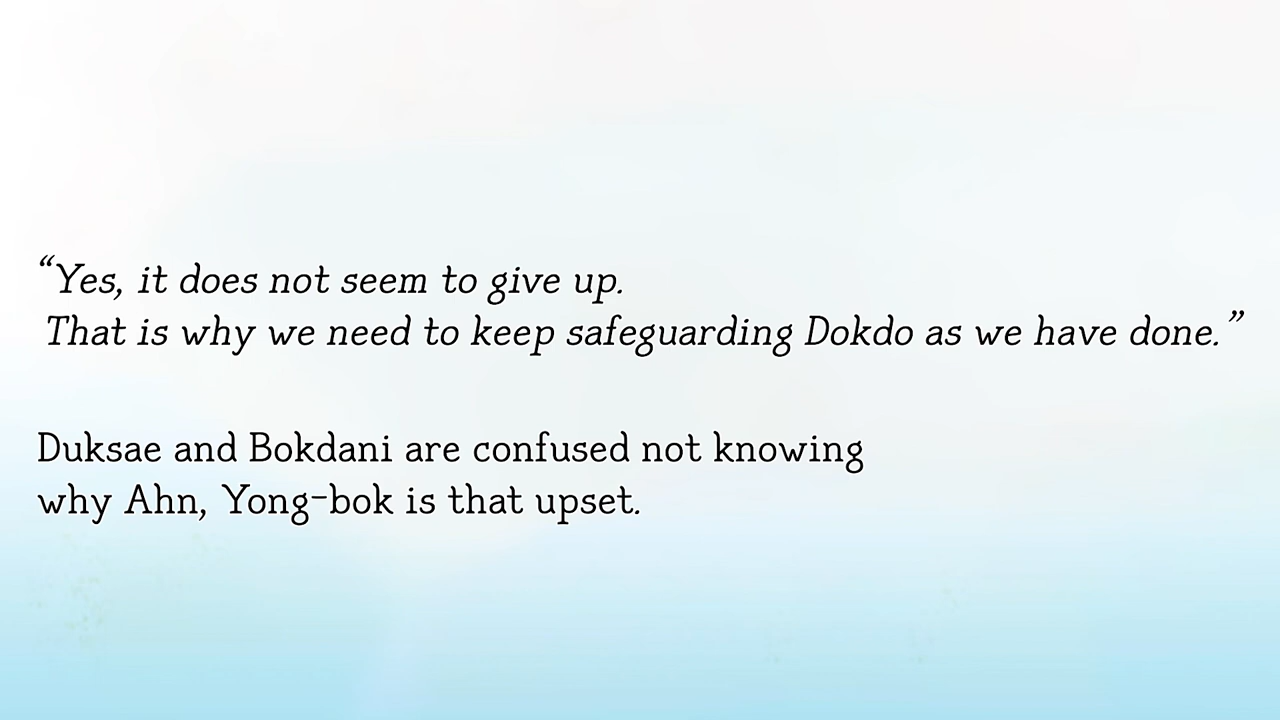 “Yes, it does not seem to give up.
That is why we need to keep safeguarding Dokdo as we have done.”
Duksae and Bokdani are confused not knowing
why Ahn, Yong-bok is that upset.